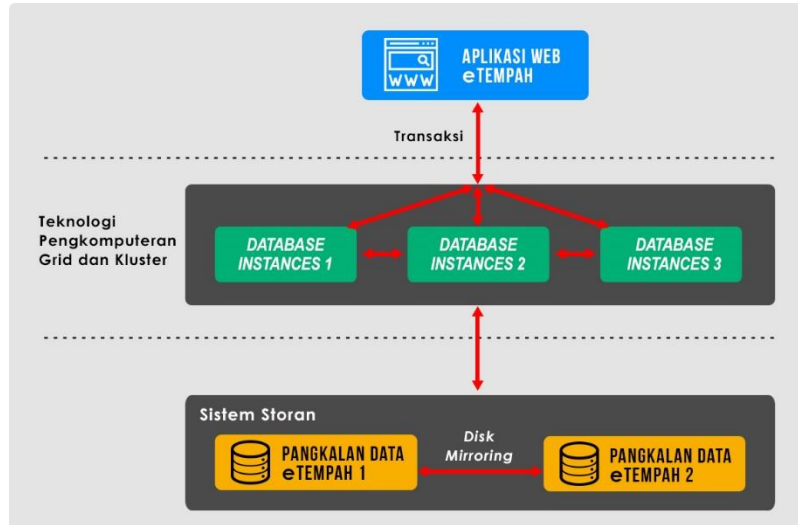 WWW
APLIKASI WEB
eTEMPAH
Transaksi
Teknologi
Pengkomputeran
Grid dan Kluster
DATABASE
INSTANCES 1
DATABASE
INSTANCES 2
DATABASE
INSTANCES 3
Sistem Storan
PANGKALAN DATA
eTEMPAH 1
Disk
Mirroring
PANGKALAN DATA
eTEMPAH 2